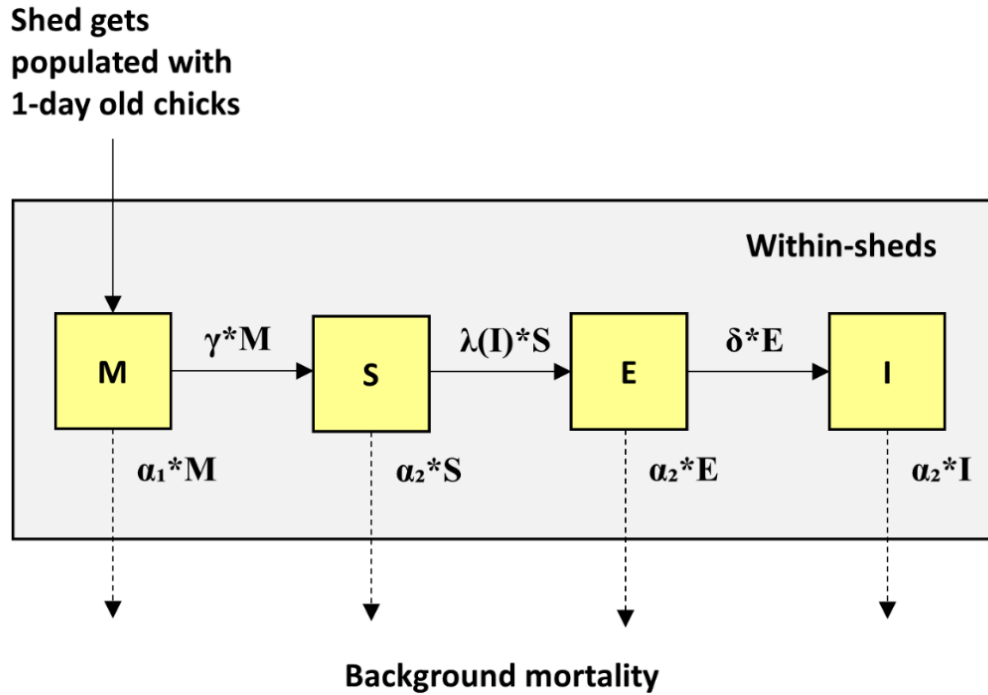 Shed gets
populated with
1-day old chicks
Within-sheds
γ*M
λ(I)*S
δ*E
M
S
E
I
α₁*M
α₂*S
α₂*E
α₂*I
Background mortality